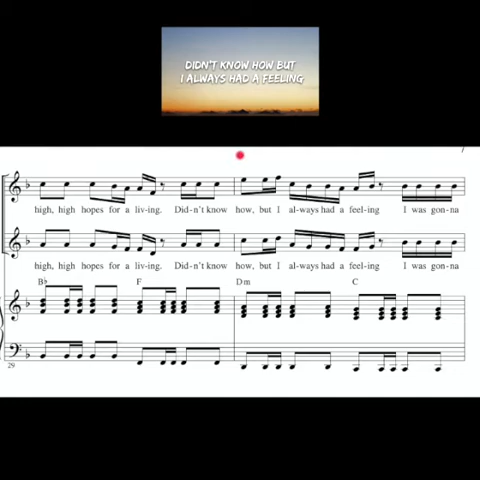 DIDN'T KNOW HOW BUT
I ALWAYS HAD A FEELING
high, high hopes for a liv-ing. Did-n't know how, but I al-ways had a feel-ing I was gon-na
high, high hopes for a liv-ing. Did-n't know how, but I al-ways had a feel-ing I was gon-na
B♭ F Dm C
29